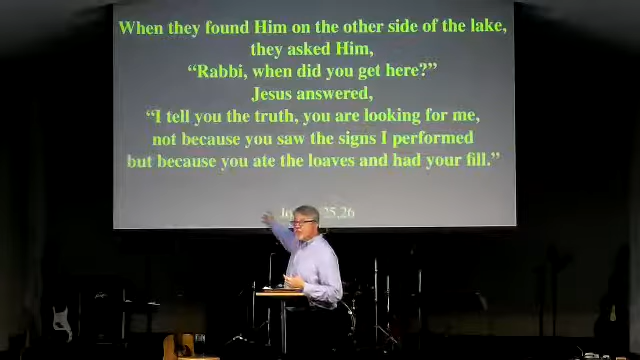 When they found Him on the other side of the lake,
they asked Him,
“Rabbi, when did you get here?”
Jesus answered,
“I tell you the truth, you are looking for me,
not because you saw the signs I performed
but because you ate the loaves and had your fill.”
25,26